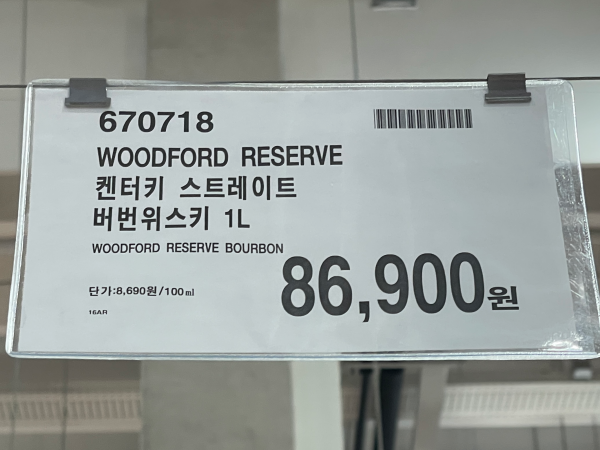 670718
WOODFORD RESERVE
켄터키 스트레이트
버번위스키 1L
WOODFORD RESERVE BOURBON
86,900원
단가:8,690원/100㎖
16AR